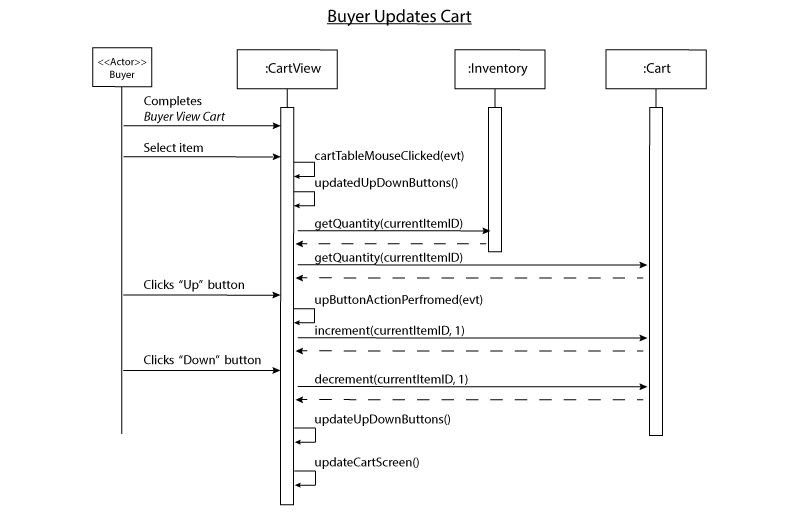 Buyer Updates Cart
<<Actor>>
Buyer
:CartView
:Inventory
:Cart
Completes
Buyer View Cart
Select item
cartTableMouseClicked(evt)
updatedUpDownButtons()
getQuantity(currentItemID)
getQuantity(currentItemID)
Clicks “Up” button
upButtonActionPerfromed(evt)
increment(currentItemID, 1)
Clicks “Down” button
decrement(currentItemID, 1)
updateUpDownButtons()
updateCartScreen()